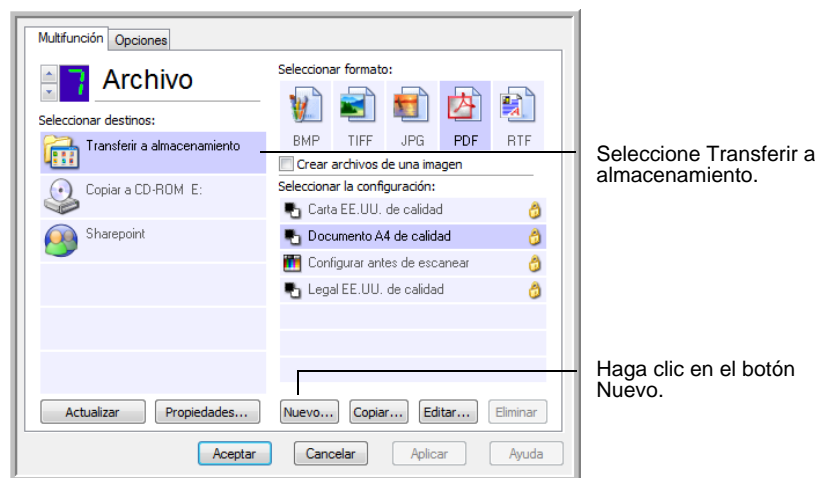 Multifunción Opciones
7 Archivo
Seleccionar destinos:
Transferir a almacenamiento
Copiar a CD-ROM E:
Sharepoint
Actualizar Propiedades...
Seleccionar formato:
BMP TIFF JPG PDF RTF
Crear archivos de una imagen
Seleccionar la configuración:
Carta EE.UU. de calidad
Documento A4 de calidad
Configurar antes de escanear
Legal EE.UU. de calidad
Nuevo... Copiar... Editar... Eliminar
Aceptar Cancelar Aplicar Ayuda
Seleccione Transferir a
almacenamiento.
Haga clic en el botón
Nuevo.